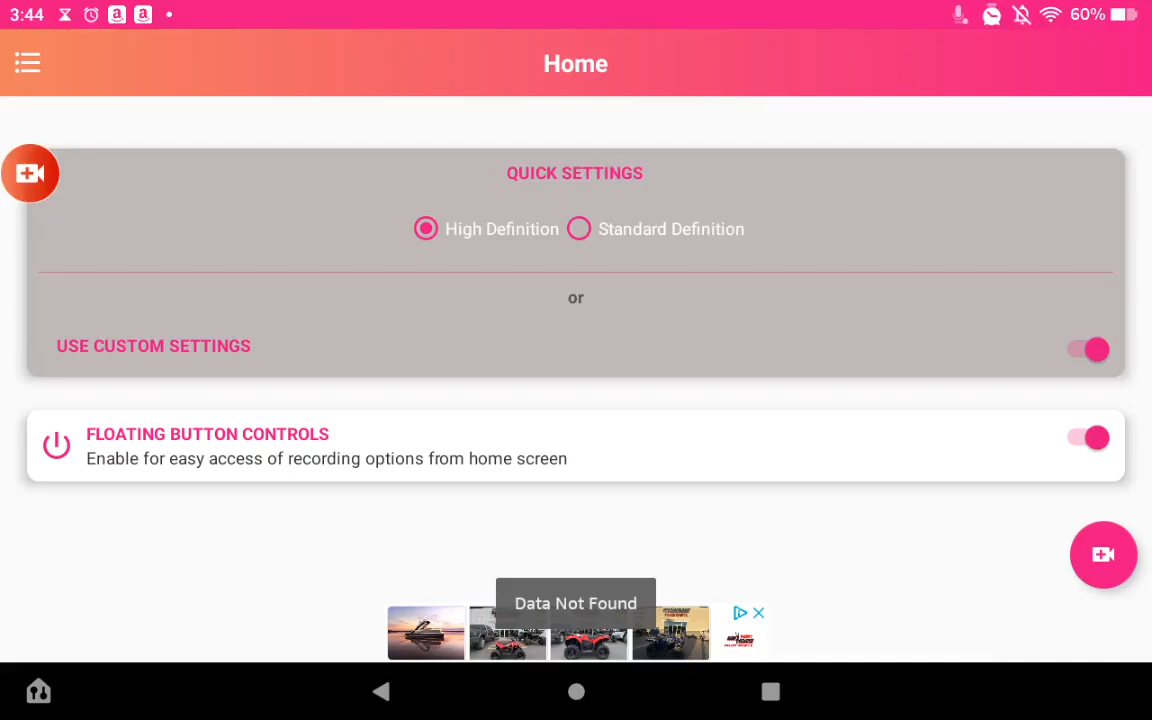 3:44
60%
Home
QUICK SETTINGS
High Definition Standard Definition
or
USE CUSTOM SETTINGS
FLOATING BUTTON CONTROLS
Enable for easy access of recording options from home screen
Data Not Found